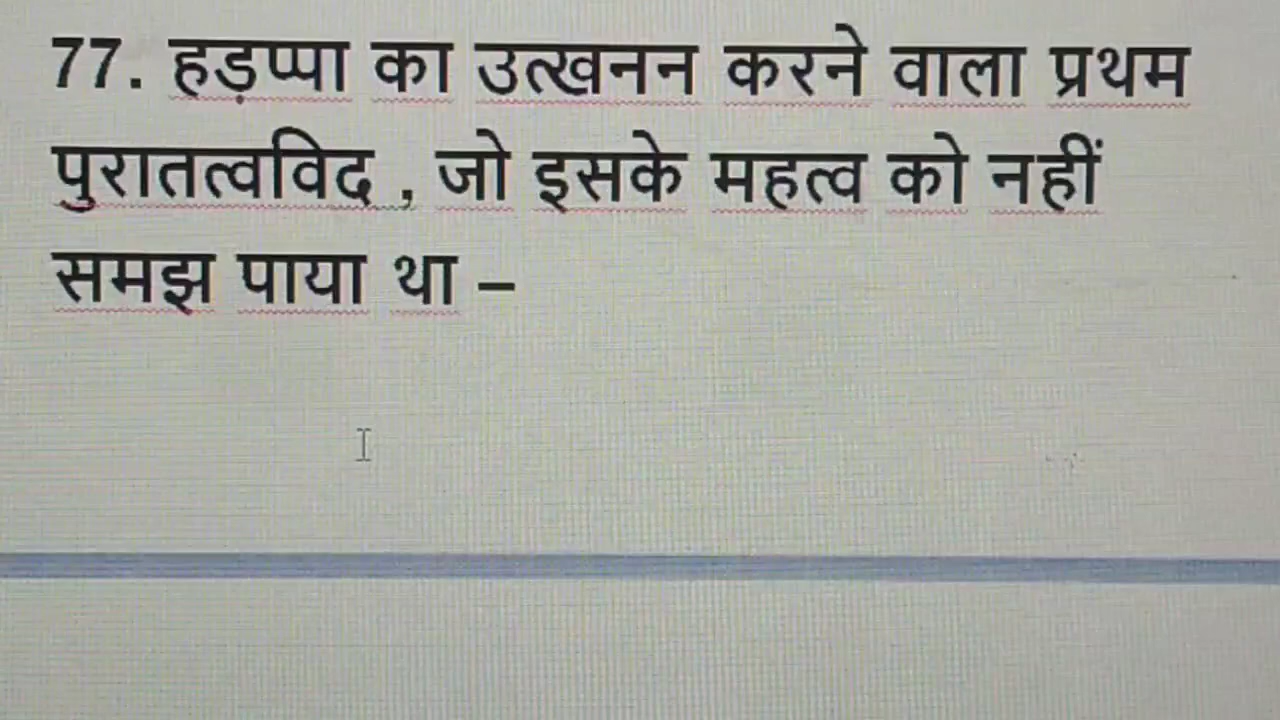 77. हड़प्पा का उत्खनन करने वाला प्रथम
पुरातत्वविद , जो इसके महत्व को नहीं
समझ पाया था –